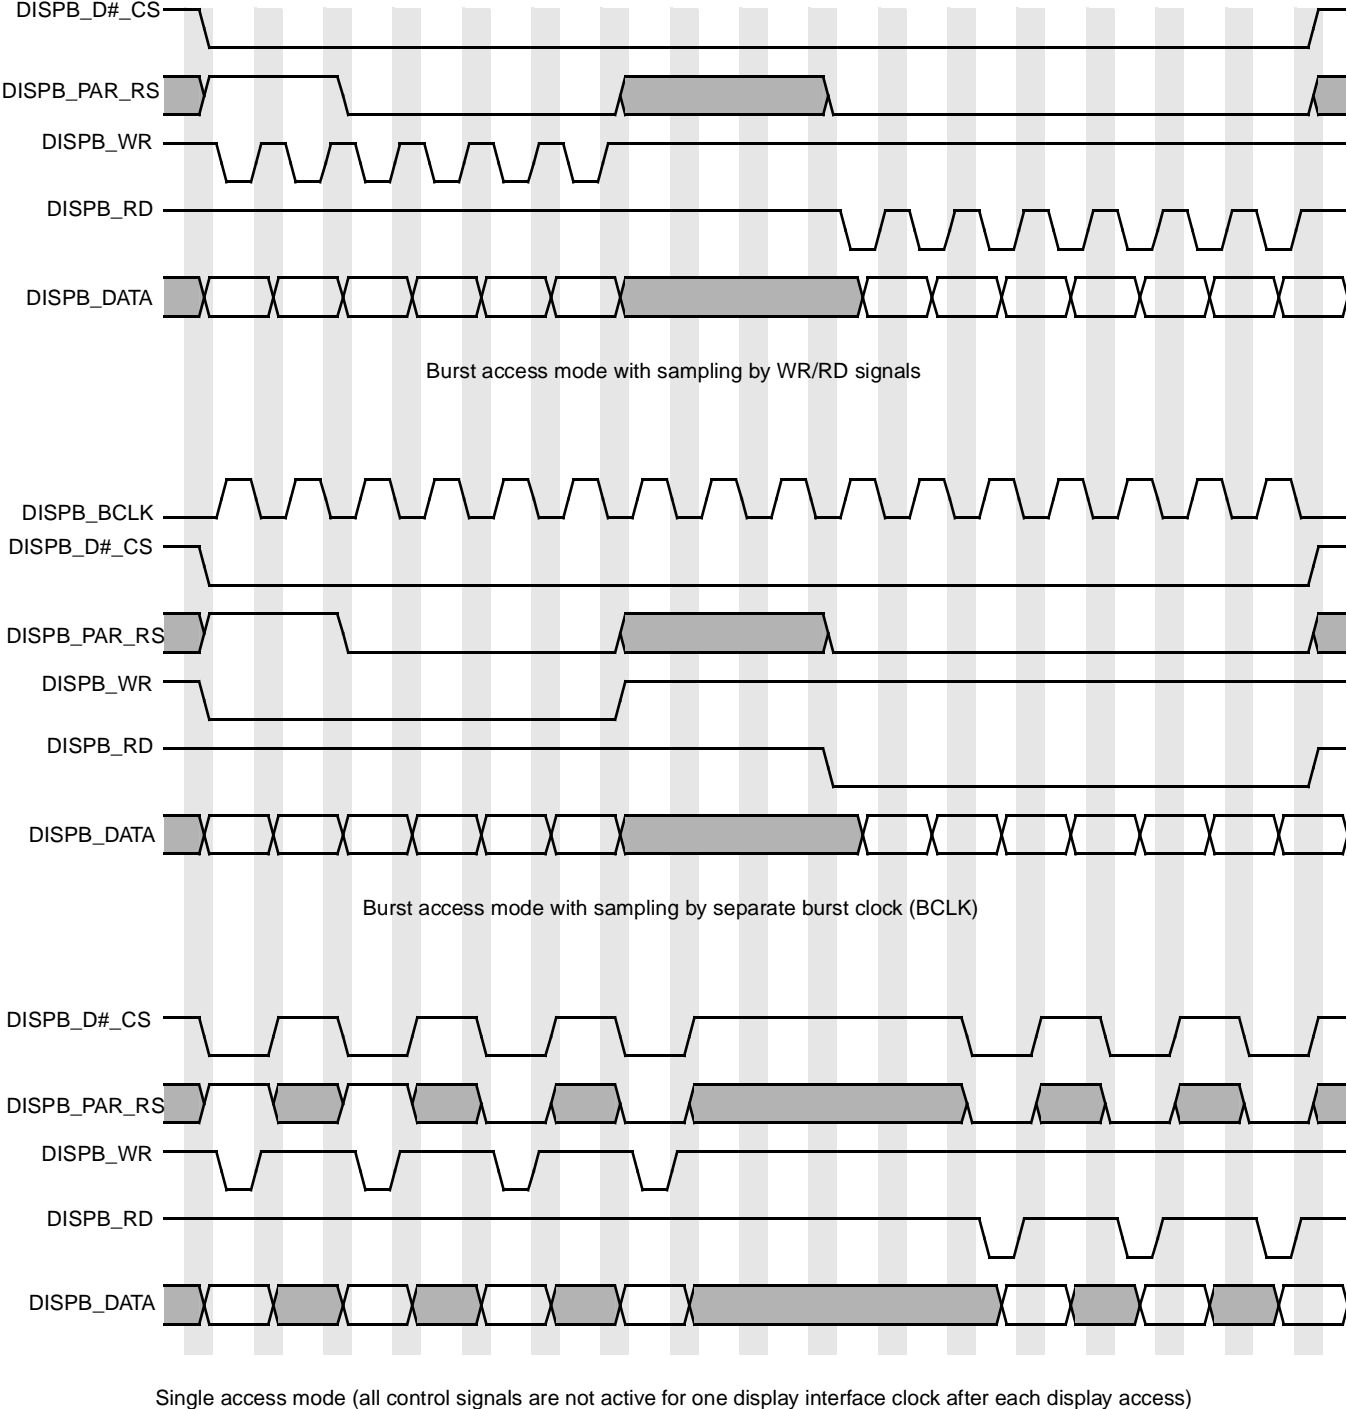 DISPB_D#_CS
DISPB_PAR_RS
DISPB_WR
DISPB_RD
DISPB_DATA
Burst access mode with sampling by WR/RD signals
DISPB_BCLK
DISPB_D#_CS
DISPB_PAR_RS
DISPB_WR
DISPB_RD
DISPB_DATA
Burst access mode with sampling by separate burst clock (BCLK)
DISPB_D#_CS
DISPB_PAR_RS
DISPB_WR
DISPB_RD
DISPB_DATA
Single access mode (all control signals are not active for one display interface clock after each display access)